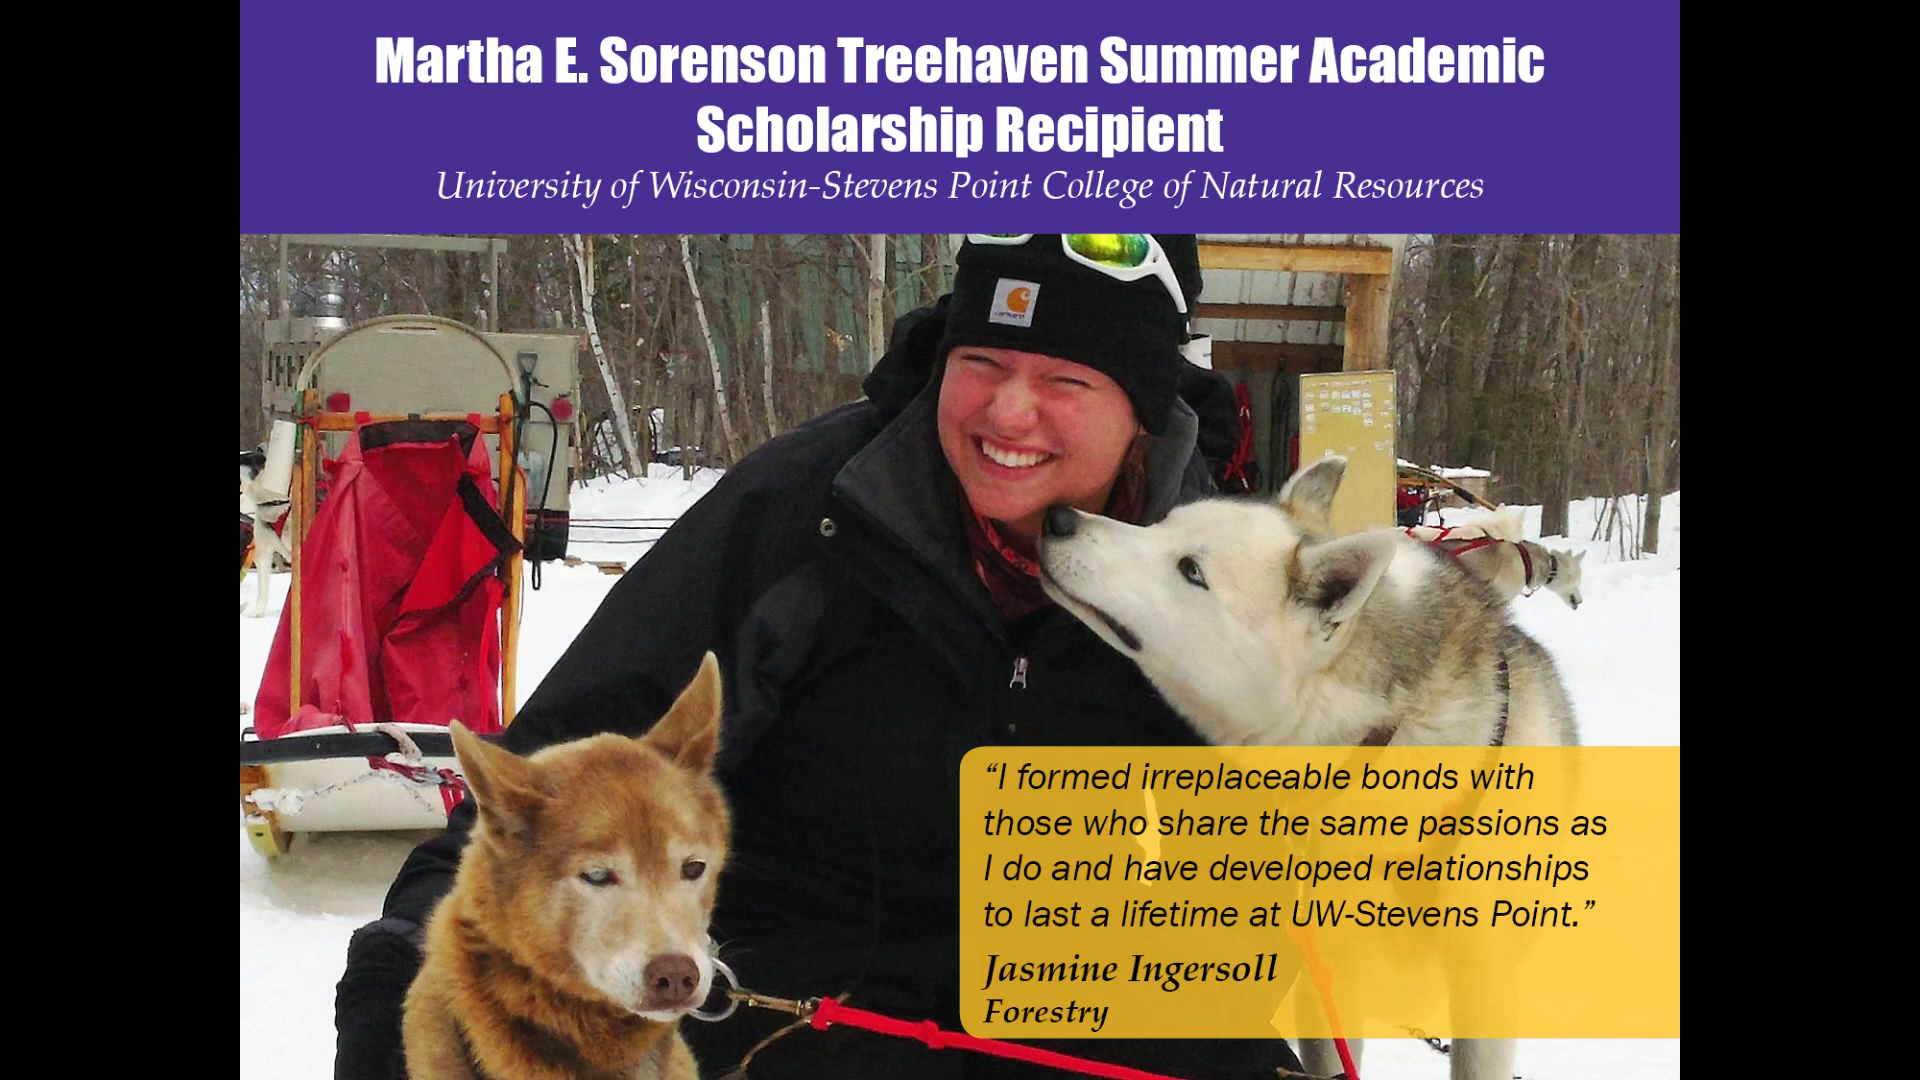 Martha E. Sorenson Treehaven Summer Academic
Scholarship Recipient
University of Wisconsin-Stevens Point College of Natural Resources
carhartt
“I formed irreplaceable bonds with
those who share the same passions as
I do and have developed relationships
to last a lifetime at UW-Stevens Point.”
Jasmine Ingersoll
Forestry